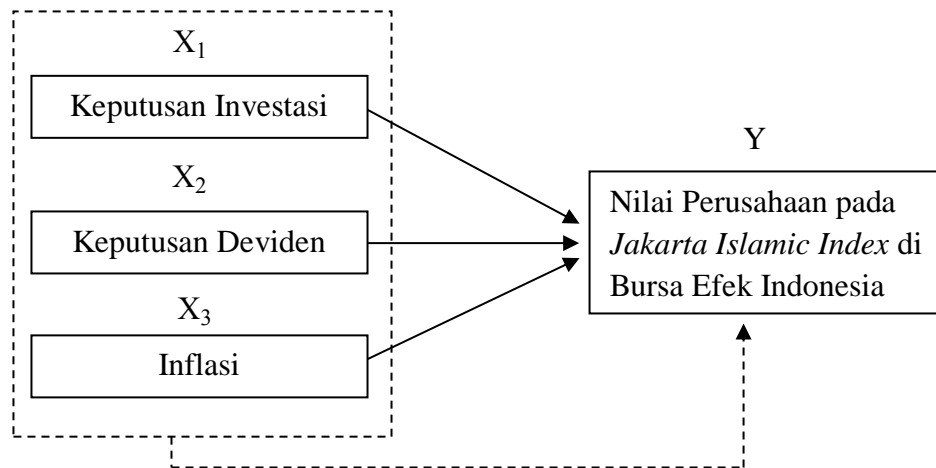 X₁
Keputusan Investasi
X₂
Keputusan Deviden
X₃
Inflasi
Y
Nilai Perusahaan pada
Jakarta Islamic Index di
Bursa Efek Indonesia